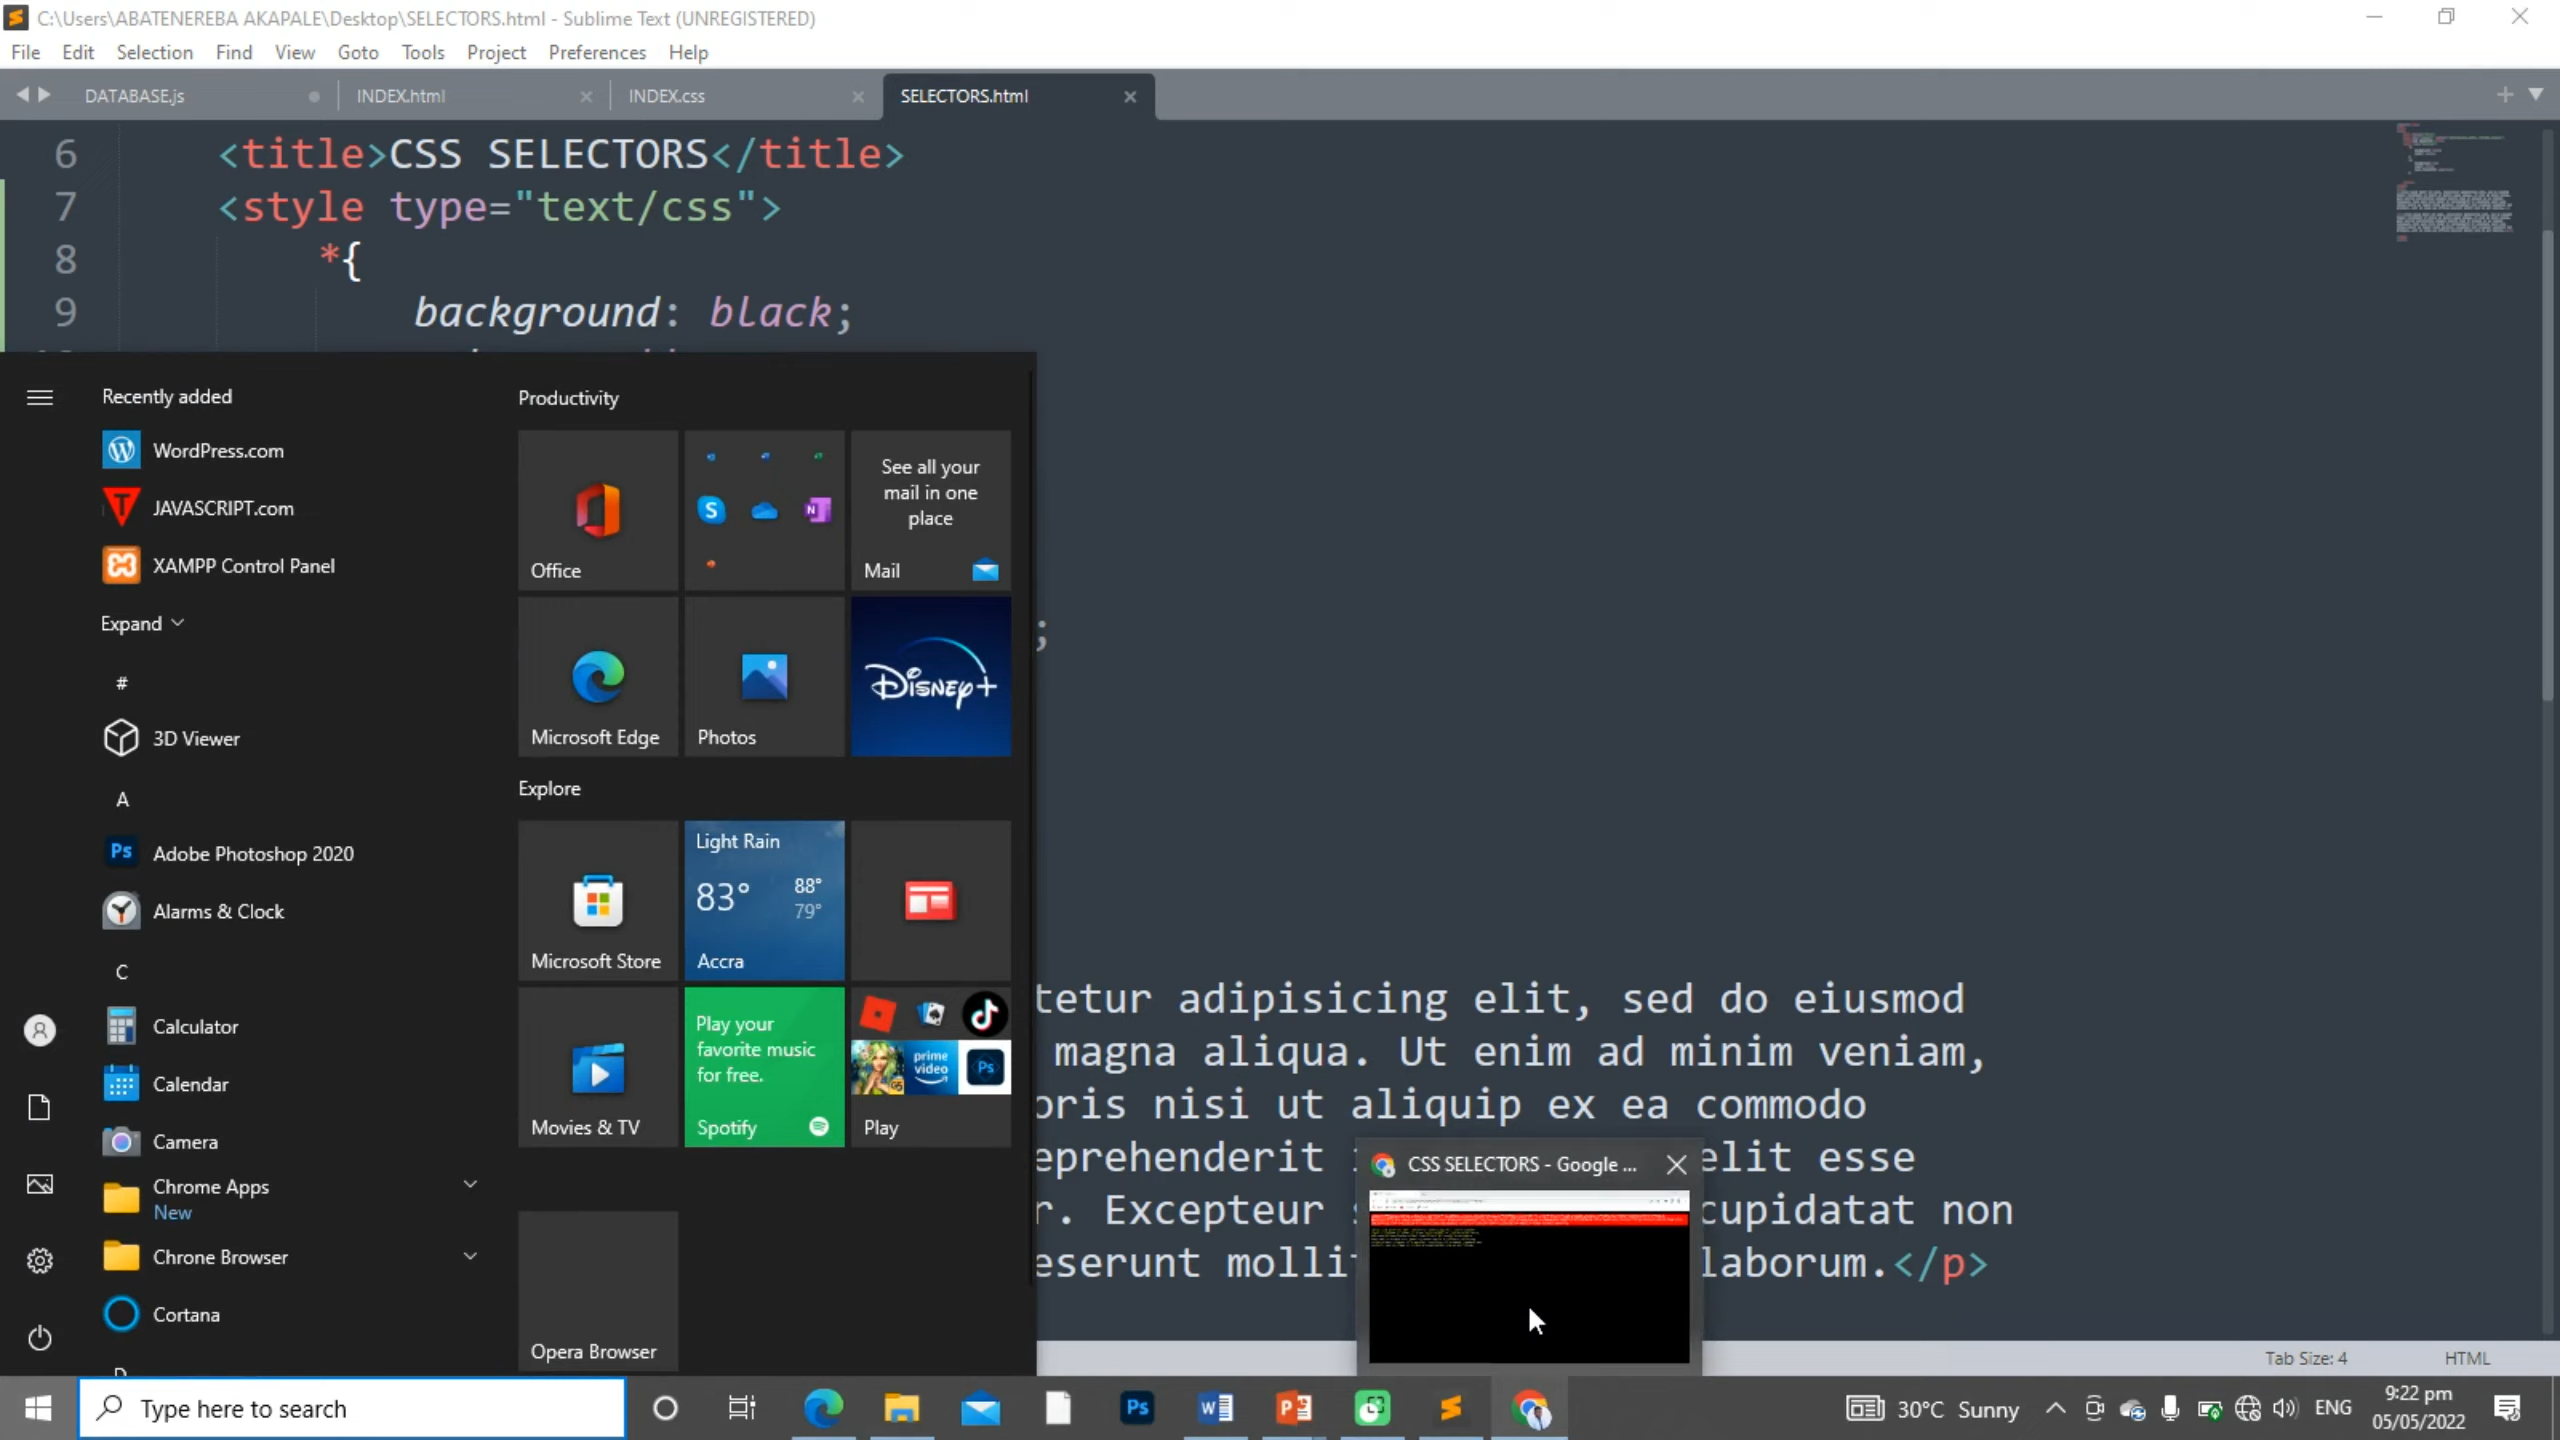 C:\Users\ABATENEREBA AKAPALE\Desktop\SELECTORS.html - Sublime Text (UNREGISTERED)
File Edit Selection Find View Goto Tools Project Preferences Help
DATABASE.js INDEX.html INDEX.css SELECTORS.html
6 <title>CSS SELECTORS</title>
7 <style type="text/css">
8 *{
9 background: black;
Recently added
WordPress.com
JAVASCRIPT.com
XAMPP Control Panel
Expand
#
3D Viewer
A
Adobe Photoshop 2020
Alarms & Clock
C
Calculator
Calendar
Camera
Chrome Apps
New
Chrone Browser
Cortana
Productivity
Office
See all your
mail in one
place
Mail
Microsoft Edge
Photos
Disney+
Explore
Microsoft Store
Light Rain
83° 88°
79°
Accra
Movies & TV
Play your
favorite music
for free.
Spotify
prime
video
Ps
Play
Opera Browser
;
tetur adipisicing elit, sed do eiusmod
magna aliqua. Ut enim ad minim veniam,
oris nisi ut aliquip ex ea commodo
eprehenderit elit esse
r. Excepteur cupidatat non
eserunt molli laborum.</p>
CSS SELECTORS - Google ...
Tab Size: 4 HTML
Type here to search
30°C Sunny
ENG
9:22 pm
05/05/2022